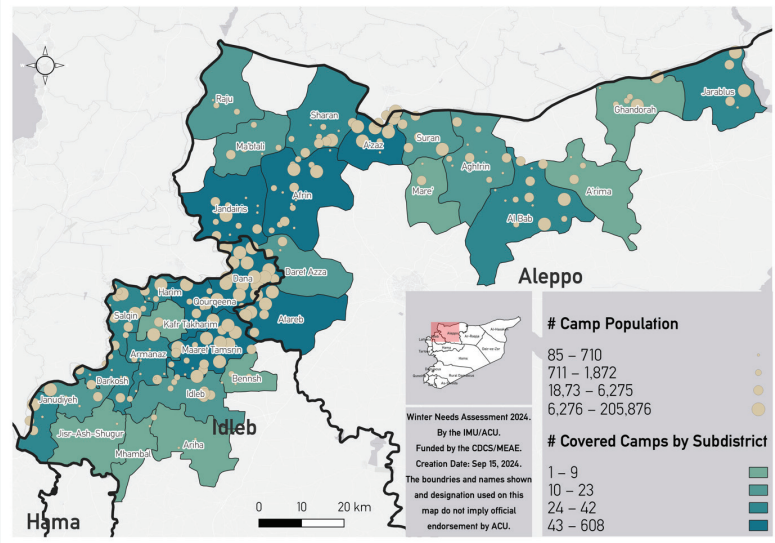 Raju
Sharan
Ma'btali
A'zaz
Suran
Ghandorah
Jarablus
Aghtrin
Mare'
A'rima
Afrin
Jandairis
Al Bab
Daret Azza
Dana
Aleppo
Harim
Qourqeena
Salqin
Kafr Takharim
Atareb
Armanaz
Maaret Tamsrin
Darkosh
Bennsh
Janudiyeh
Idleb
Jisr-Ash-Shugur
Idleb
Mhambal
Ariha
Hama
0 10 20 km
Winter Needs Assessment 2024.
By the IMU/ACU.
Funded by the CDCS/MEAE.
Creation Date: Sep 15, 2024.
The boundries and names shown
and designation used on this
map do not imply official
endorsement by ACU.
# Camp Population
85 – 710
711 – 1,872
18,73 – 6,275
6,276 – 205,876
# Covered Camps by Subdistrict
1 – 9
10 – 23
24 – 42
43 – 608